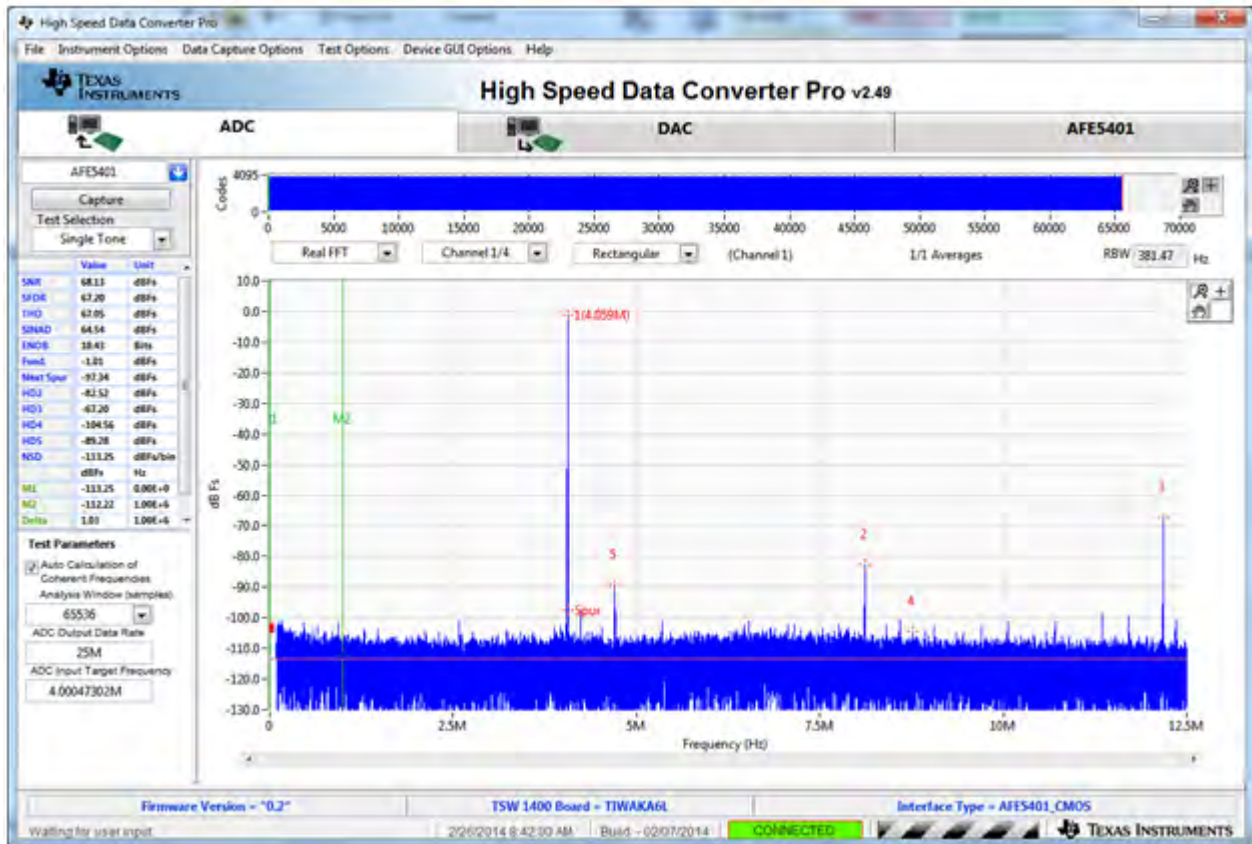 High Speed Data Converter Pro
File Instrument Options Data Capture Options Test Options Device GUI Options Help
TEXAS INSTRUMENTS
High Speed Data Converter Pro v2.49
ADC
DAC
AFE5401
AFE5401
Capture
Test Selection
Single Tone
Value Unit
SNR 68.13 dBFs
SFDR 67.20 dBFs
THD 67.05 dBFs
SINAD 64.54 dBFs
ENOB 10.43 Bits
Fund. -1.01 dBFs
Next Spur -97.34 dBFs
HD2 -82.52 dBFs
HD3 -67.20 dBFs
HD4 -104.56 dBFs
HD5 -89.28 dBFs
NSD -113.25 dBFs/bin
dBFs Hz
M1 -113.25 0.00E+0
M2 -112.22 1.00E+6
Delta 1.03 1.00E+6
Test Parameters
Auto Calculation of
Coherent Frequencies
Analysis Window (samples)
65536
ADC Output Data Rate
25M
ADC Input Target Frequency
4.00047302M
Codes
4095
0
0 5000 10000 15000 20000 25000 30000 35000 40000 45000 50000 55000 60000 65000 70000
Real FFT Channel 1/4 Rectangular (Channel 1) 1/1 Averages RBW 381.47 Hz
10.0
0.0
-10.0
-20.0
-30.0
-40.0
-50.0
-60.0
-70.0
-80.0
-90.0
-100.0
-110.0
-120.0
-130.0
dB Fs
M2
1(4.059M)
Spur
5
2
4
3
0 2.5M 5M 7.5M 10M 12.5M
Frequency (Hz)
Firmware Version = "0.2"
TSW 1400 Board = TIWAKA6L
Interface Type = AFE5401_CMOS
Waiting for user input
2/26/2014 8:42:00 AM
Build - 02/07/2014
CONNECTED
TEXAS INSTRUMENTS